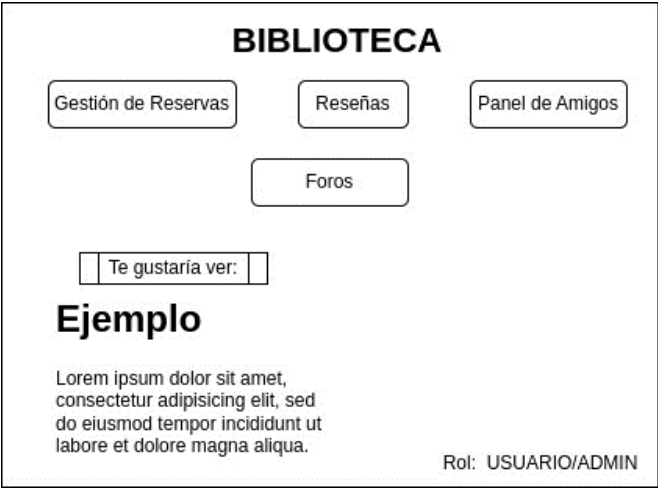 BIBLIOTECA
Gestión de Reservas
Reseñas
Panel de Amigos
Foros
Te gustaría ver:
Ejemplo
Lorem ipsum dolor sit amet,
consectetur adipisicing elit, sed
do eiusmod tempor incididunt ut
labore et dolore magna aliqua.
Rol:  USUARIO/ADMIN